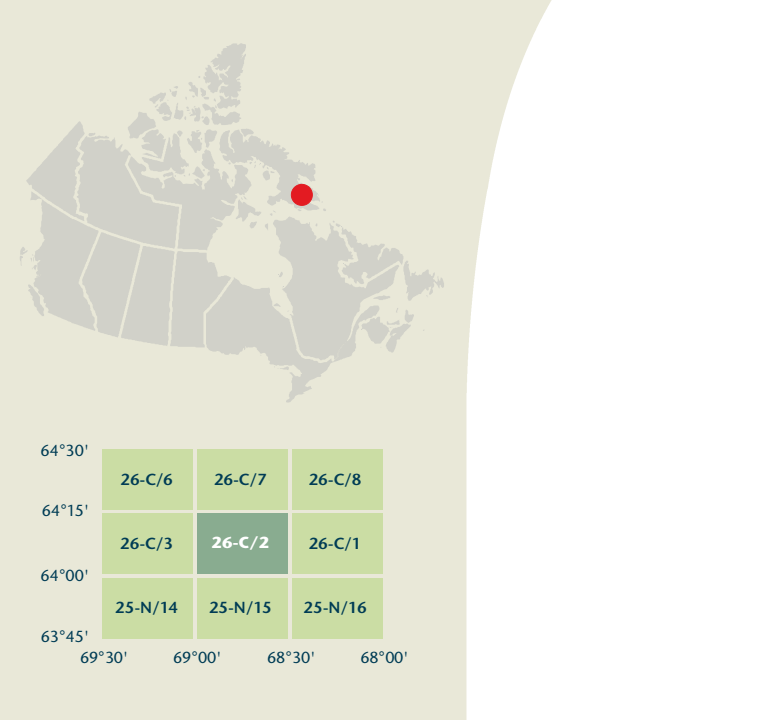 64°30'
26-C/6 26-C/7 26-C/8
64°15'
26-C/3 26-C/2 26-C/1
64°00'
25-N/14 25-N/15 25-N/16
63°45'
69°30' 69°00' 68°30' 68°00'